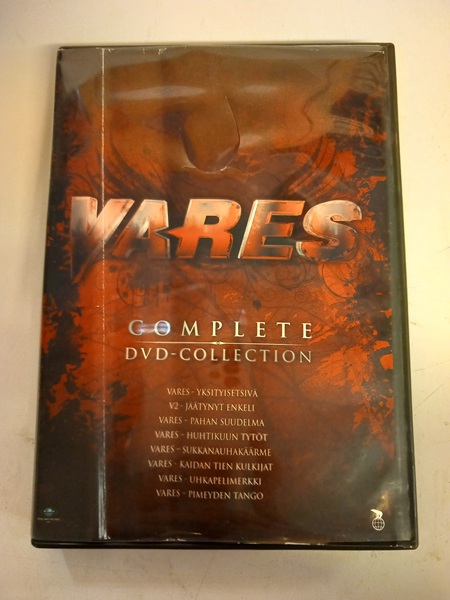 VARES
COMPLETE
DVD-COLLECTION
VARES - YKSITYISETSIVÄ
V2 - JÄÄTYNYT ENKELI
VARES - PAHAN SUUDELMA
VARES - HUHTIKUUN TYTÖT
VARES - SUKKANAUHAKÄÄRME
VARES - KAIDAN TIEN KULKIJAT
VARES - UHKAPELIMERKKI
VARES - PIMEYDEN TANGO